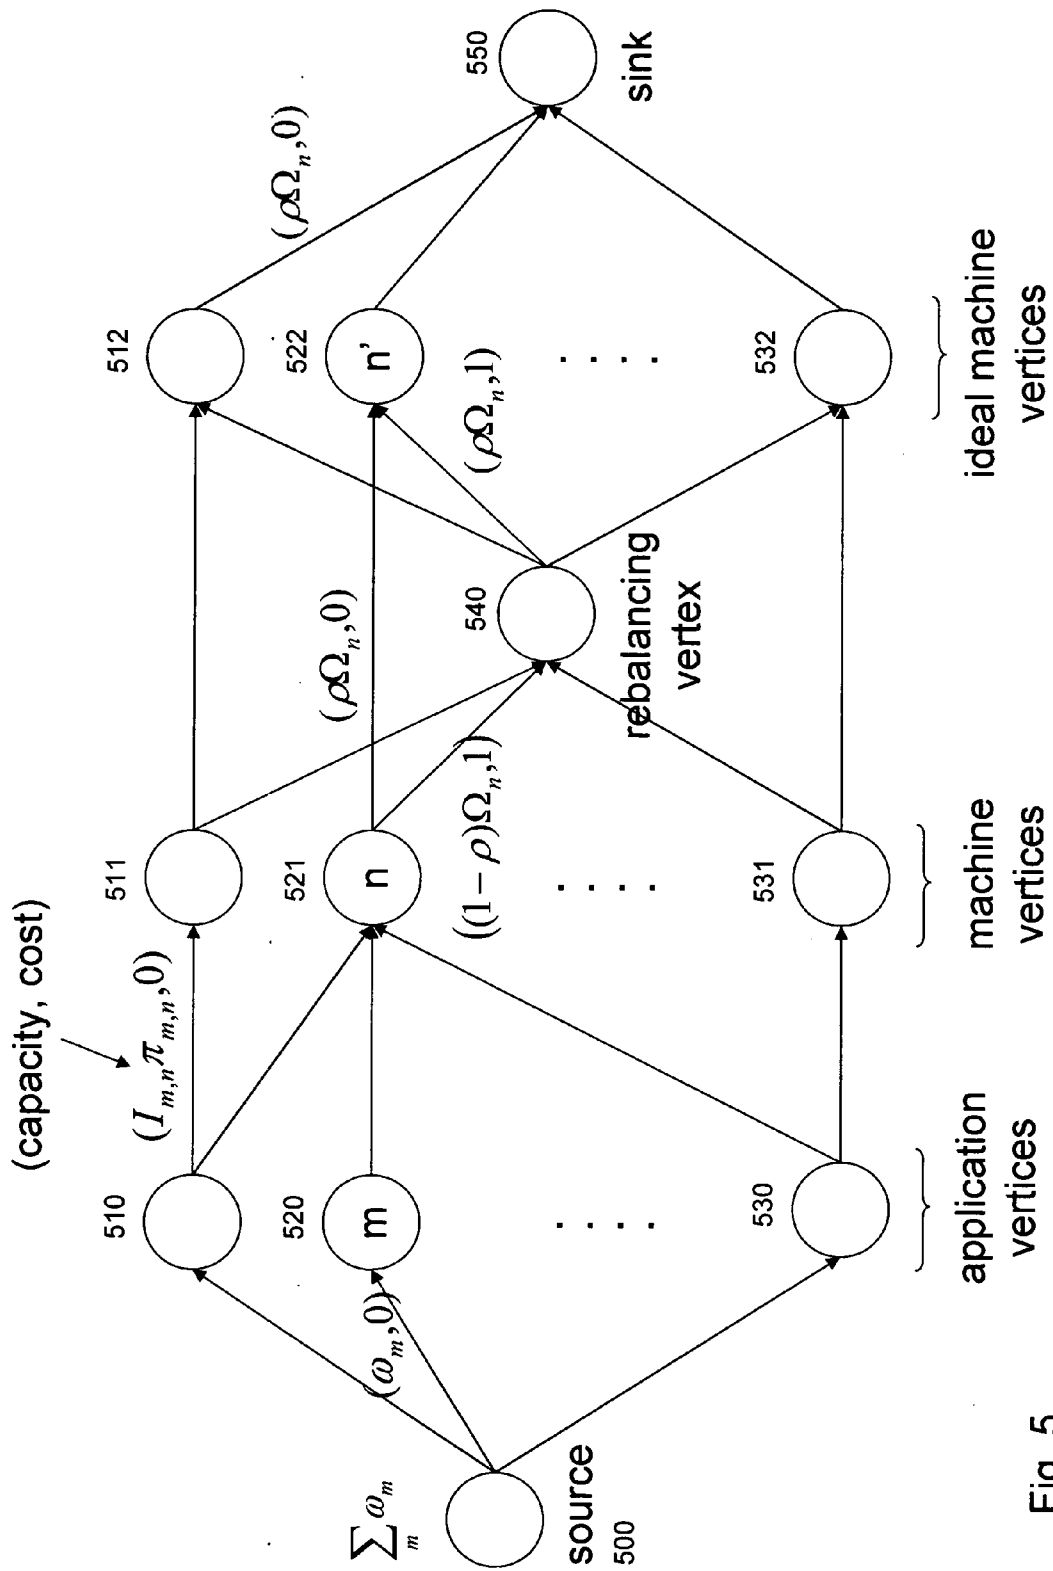 (capacity, cost)
(I_{m,n}π_{m,n},0)
510
511
512
(ρΩ_n,0)
520
m
521
n
(ρΩ_n,0)
522
n'
(ω_m,0)
((1−ρ)Ω_n,1)
(ρΩ_n,1)
∑_m ω_m
source
500
540
rebalancing
vertex
550
sink
. . . .
. . . .
. . . .
530
531
532
application
vertices
machine
vertices
ideal machine
vertices
Fig. 5